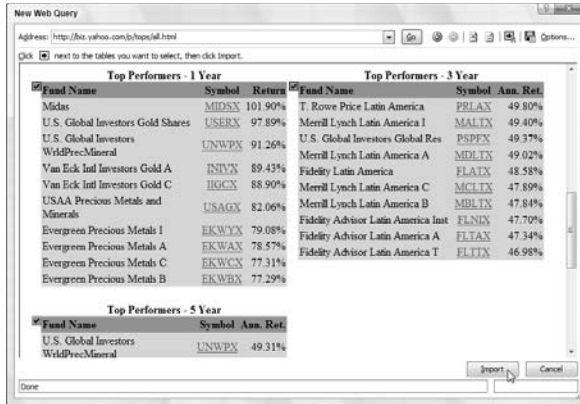 New Web Query
Address: http://biz.yahoo.com/p/tops/all.html Go Options...
Click next to the tables you want to select, then click Import.
Top Performers - 1 Year
Fund Name Symbol Return
Midas MIDSX 101.90%
U.S. Global Investors Gold Shares USERX 97.89%
U.S. Global Investors
WrldPrecMineral UNWPX 91.26%
Van Eck Intl Investors Gold A INIVX 89.43%
Van Eck Intl Investors Gold C IIGCX 88.90%
USAA Precious Metals and
Minerals USAGX 82.06%
Evergreen Precious Metals I EKWYX 79.08%
Evergreen Precious Metals A EKWAX 78.57%
Evergreen Precious Metals C EKWCX 77.31%
Evergreen Precious Metals B EKWBX 77.29%
Top Performers - 3 Year
Fund Name Symbol Ann. Ret.
T. Rowe Price Latin America PRLAX 49.80%
Merrill Lynch Latin America I MALTX 49.40%
U.S. Global Investors Global Res PSPFX 49.37%
Merrill Lynch Latin America A MDLTX 49.02%
Fidelity Latin America FLATX 48.58%
Merrill Lynch Latin America C MCLTX 47.89%
Merrill Lynch Latin America B MBLTX 47.84%
Fidelity Advisor Latin America Inst FLNIX 47.70%
Fidelity Advisor Latin America A FLTAX 47.34%
Fidelity Advisor Latin America T FLTTX 46.98%
Top Performers - 5 Year
Fund Name Symbol Ann. Ret.
U.S. Global Investors
WrldPrecMineral UNWPX 49.31%
Import Cancel
Done